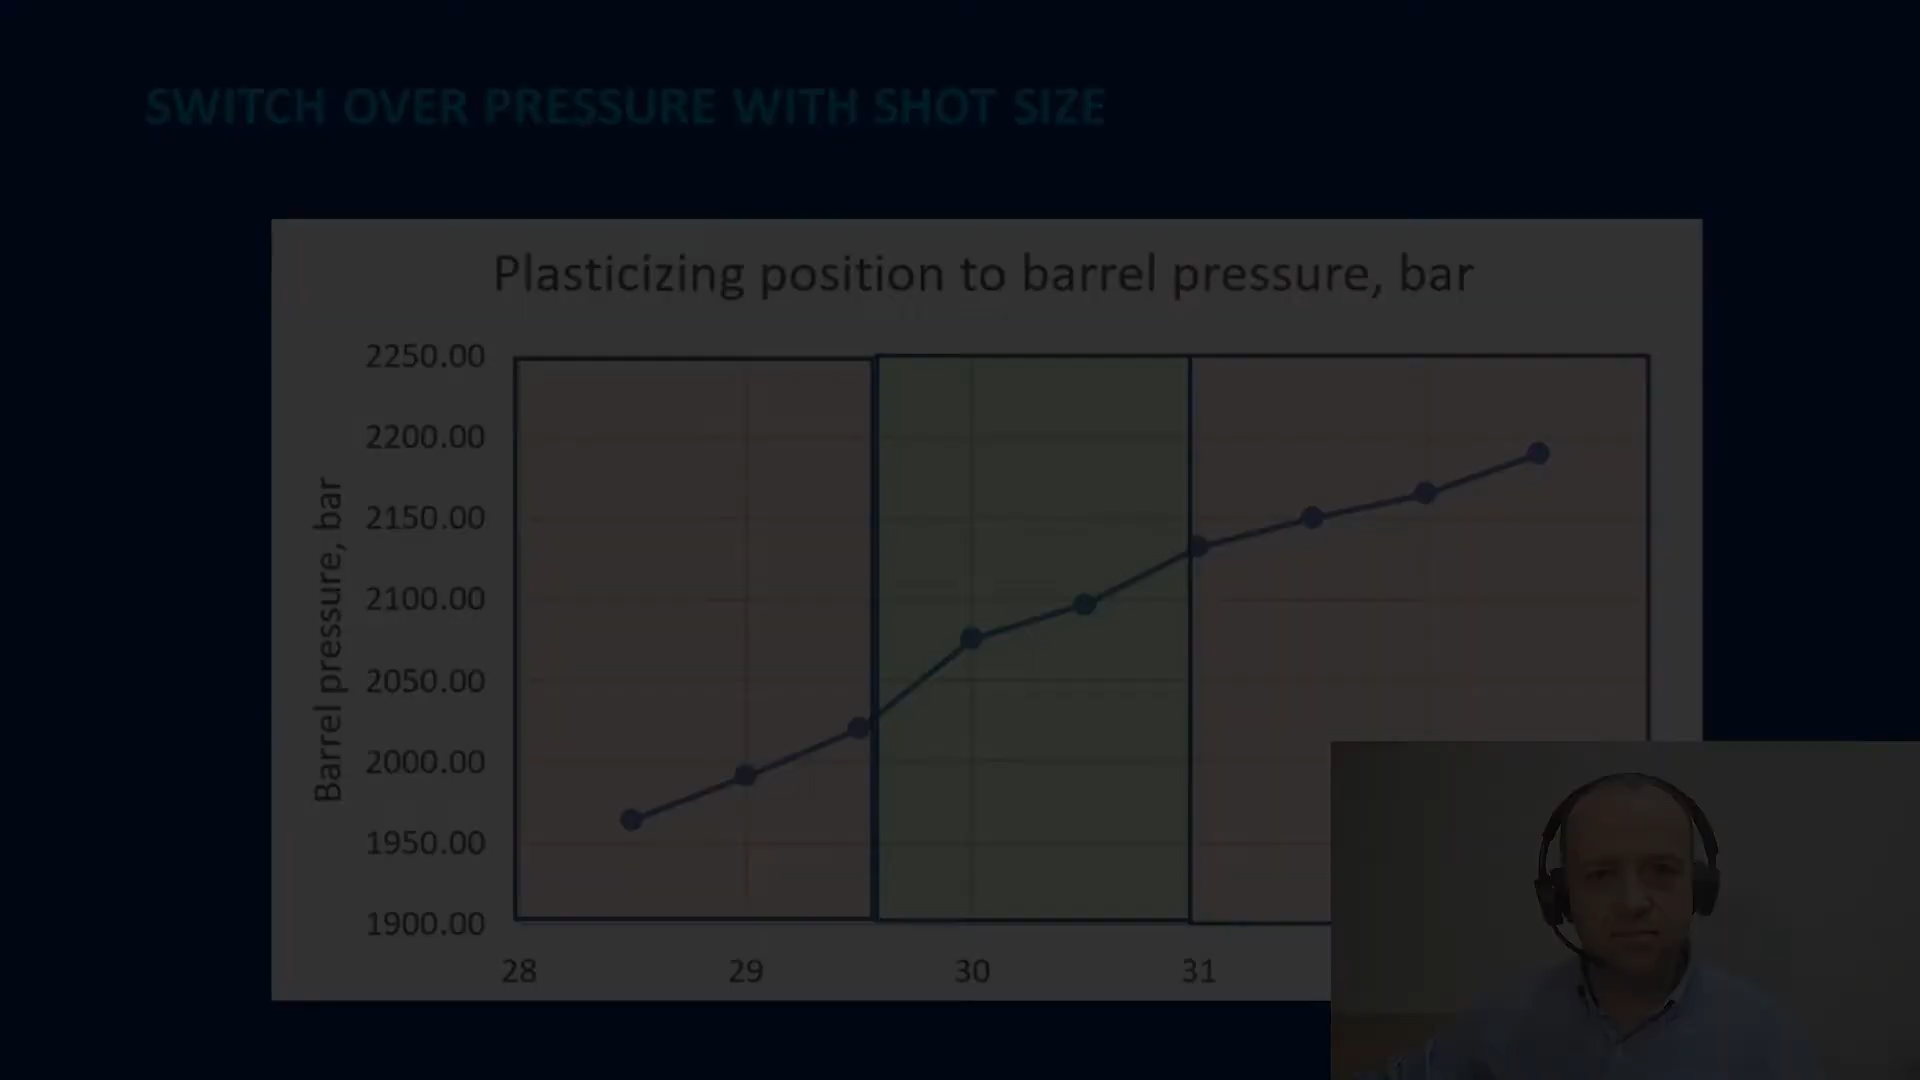 SWITCH OVER PRESSURE WITH SHOT SIZE
Plasticizing position to barrel pressure, bar
Barrel pressure, bar
2250.00
2200.00
2150.00
2100.00
2050.00
2000.00
1950.00
1900.00
28 29 30 31